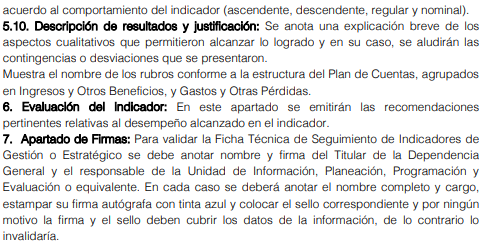 acuerdo al comportamiento del indicador (ascendente, descendente, regular y nominal).
5.10. Descripción de resultados y justificación: Se anota una explicación breve de los
aspectos cualitativos que permitieron alcanzar lo logrado y en su caso, se aludirán las
contingencias o desviaciones que se presentaron.
Muestra el nombre de los rubros conforme a la estructura del Plan de Cuentas, agrupados
en Ingresos y Otros Beneficios, y Gastos y Otras Pérdidas.
6. Evaluación del Indicador: En este apartado se emitirán las recomendaciones
pertinentes relativas al desempeño alcanzado en el indicador.
7. Apartado de Firmas: Para validar la Ficha Técnica de Seguimiento de Indicadores de
Gestión o Estratégico se debe anotar nombre y firma del Titular de la Dependencia
General y el responsable de la Unidad de Información, Planeación, Programación y
Evaluación o equivalente. En cada caso se deberá anotar el nombre completo y cargo,
estampar su firma autógrafa con tinta azul y colocar el sello correspondiente y por ningún
motivo la firma y el sello deben cubrir los datos de la información, de lo contrario lo
invalidaría.